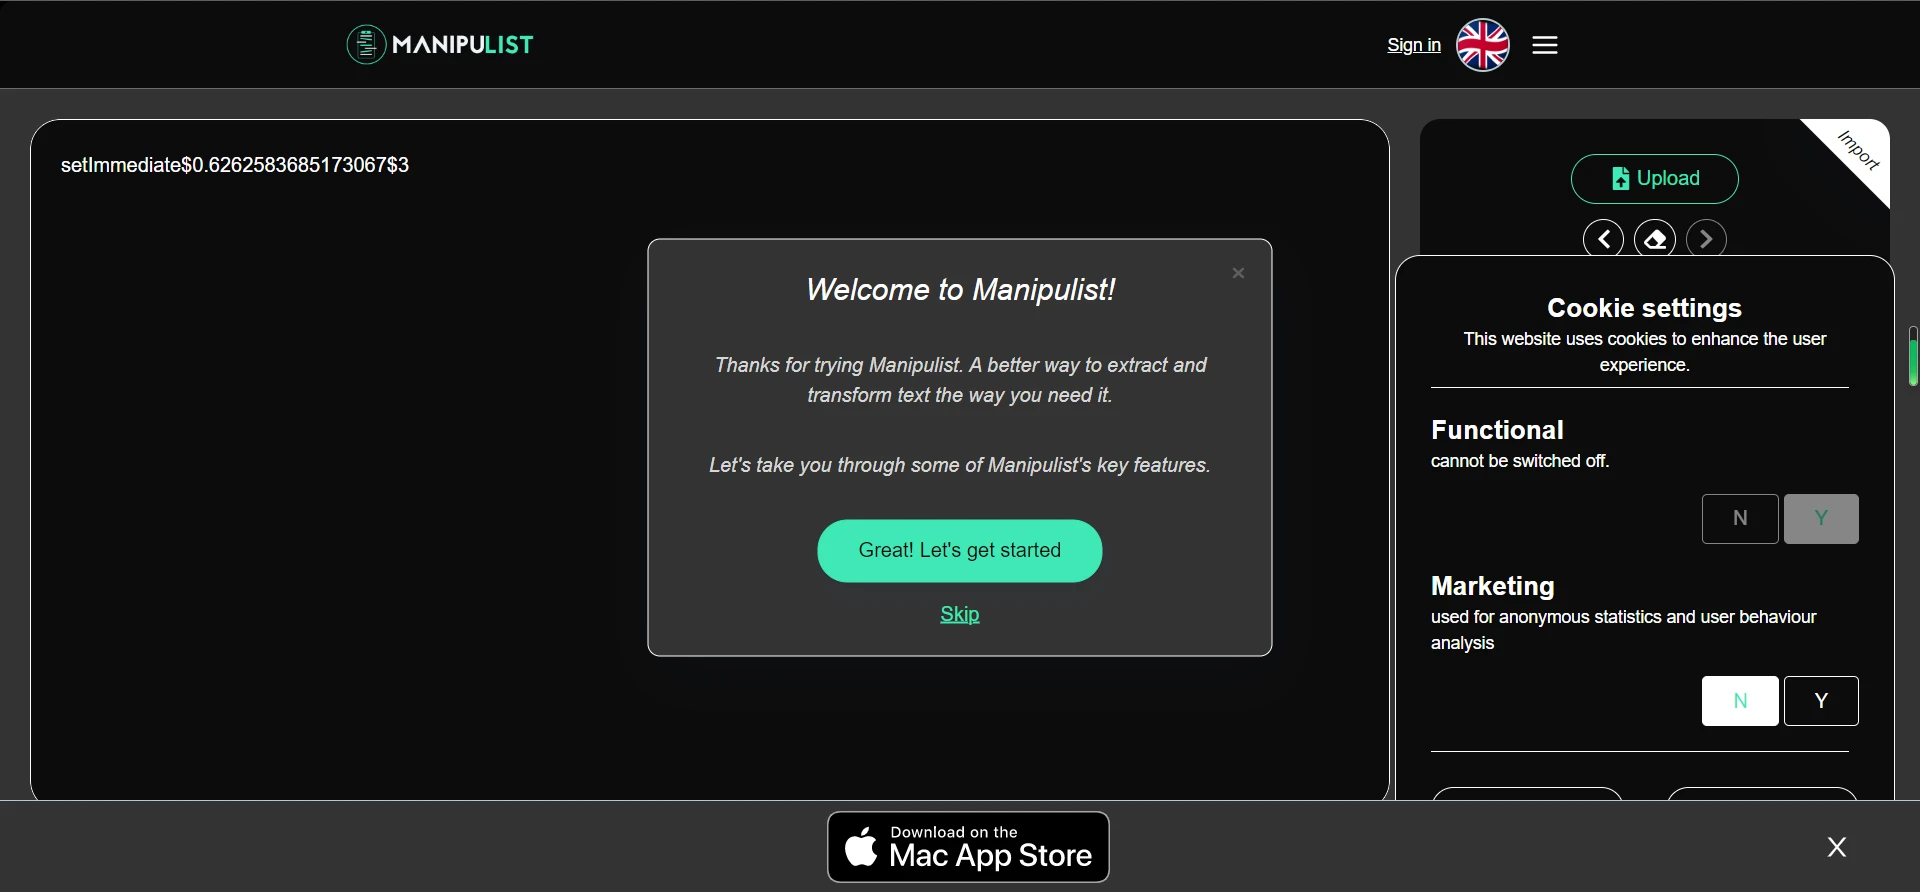 MANIPULIST
Sign in
setImmediate$0.6262583685173067$3
Import
Upload
Welcome to Manipulist!
Thanks for trying Manipulist. A better way to extract and
transform text the way you need it.
Let's take you through some of Manipulist's key features.
Great! Let's get started
Skip
Cookie settings
This website uses cookies to enhance the user
experience.
Functional
cannot be switched off.
N Y
Marketing
used for anonymous statistics and user behaviour
analysis
N Y
Download on the
Mac App Store
X